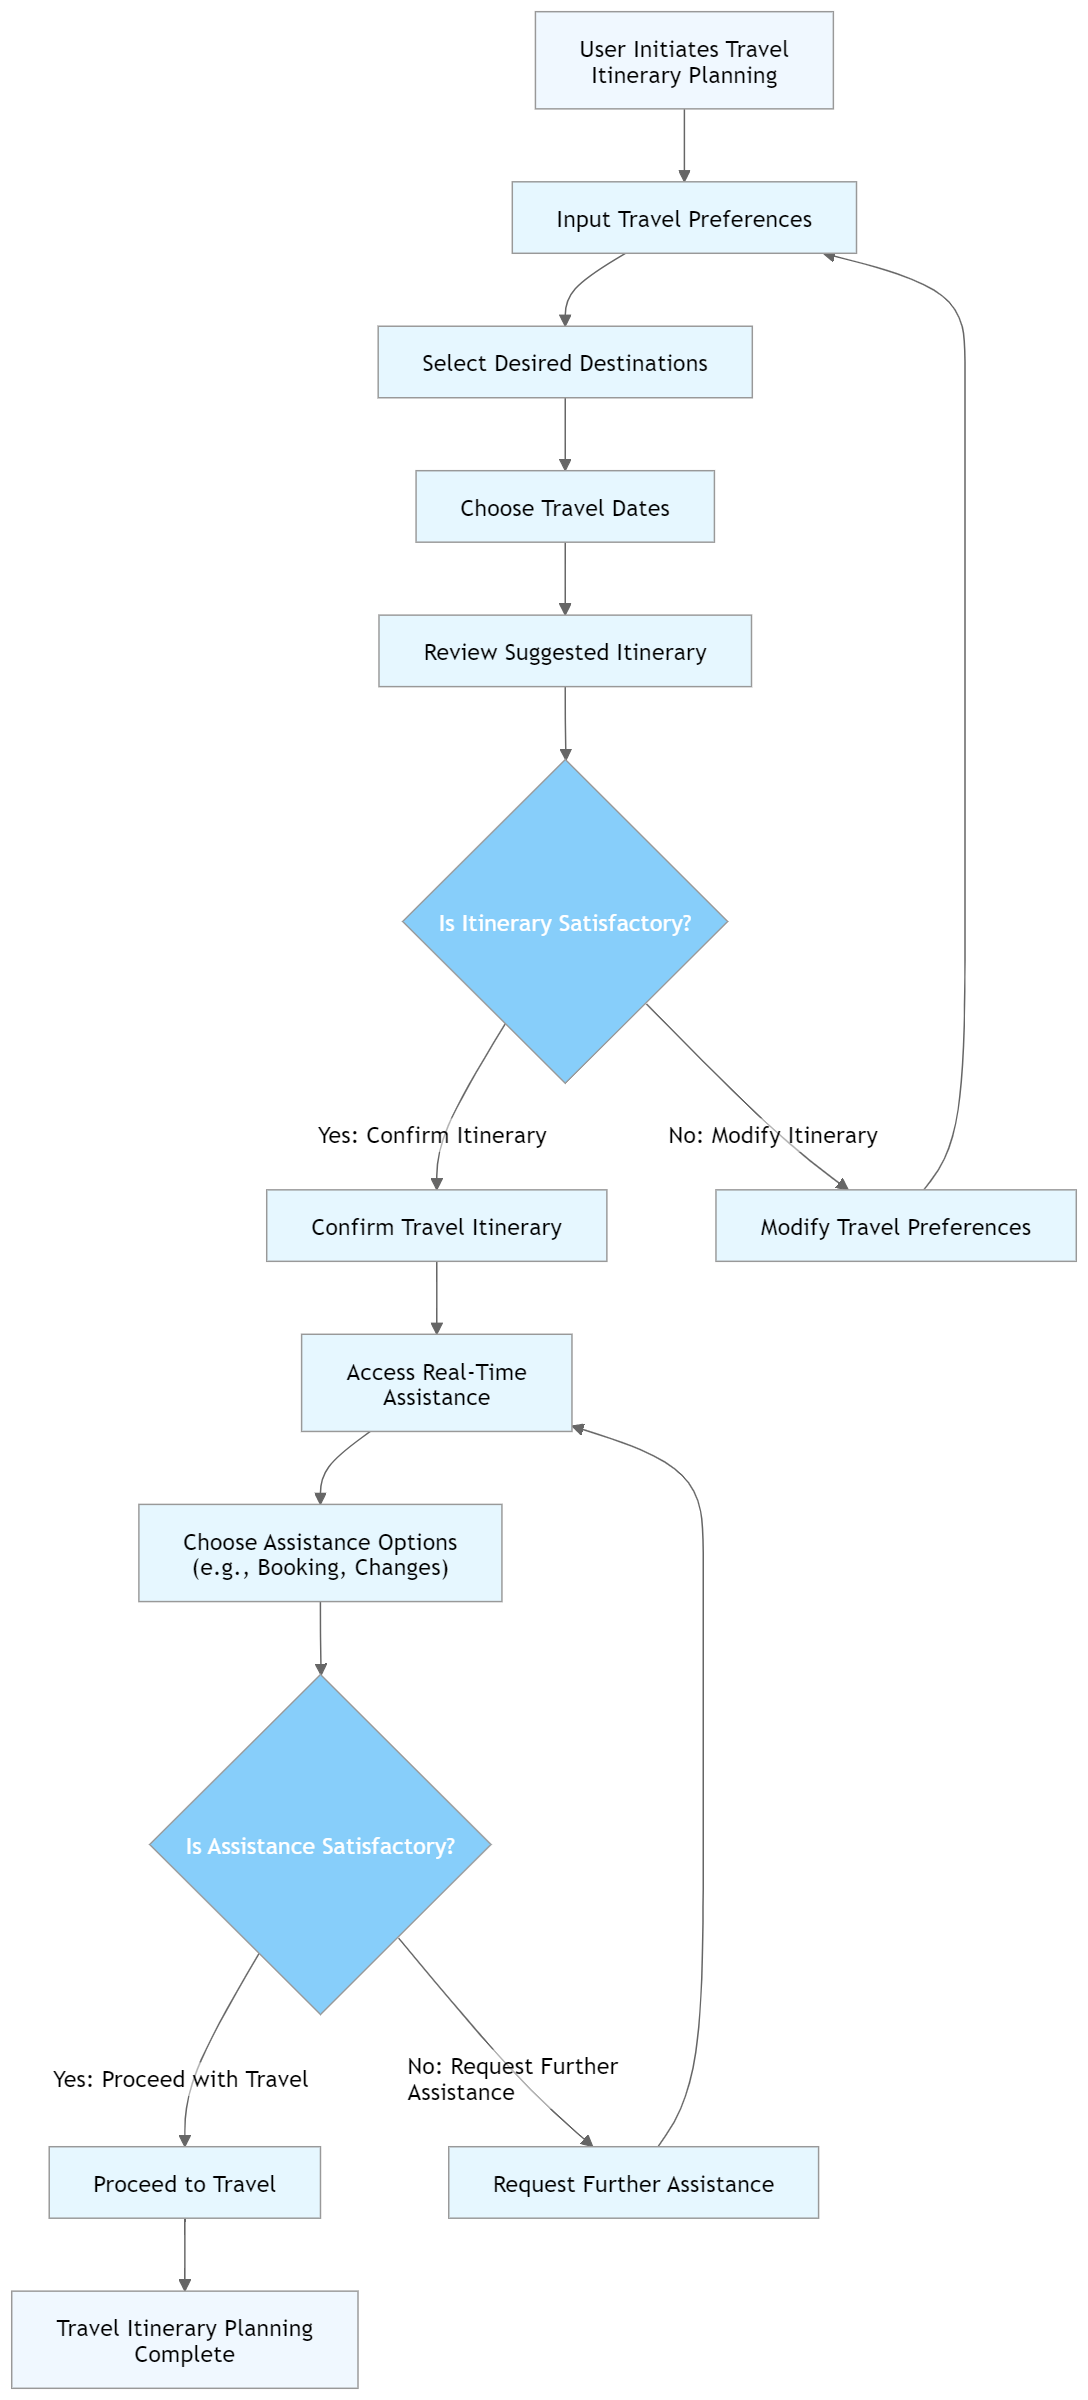 User Initiates Travel
Itinerary Planning
Input Travel Preferences
Select Desired Destinations
Choose Travel Dates
Review Suggested Itinerary
Is Itinerary Satisfactory?
Yes: Confirm Itinerary
No: Modify Itinerary
Confirm Travel Itinerary
Modify Travel Preferences
Access Real-Time
Assistance
Choose Assistance Options
(e.g., Booking, Changes)
Is Assistance Satisfactory?
Yes: Proceed with Travel
No: Request Further
Assistance
Proceed to Travel
Request Further Assistance
Travel Itinerary Planning
Complete